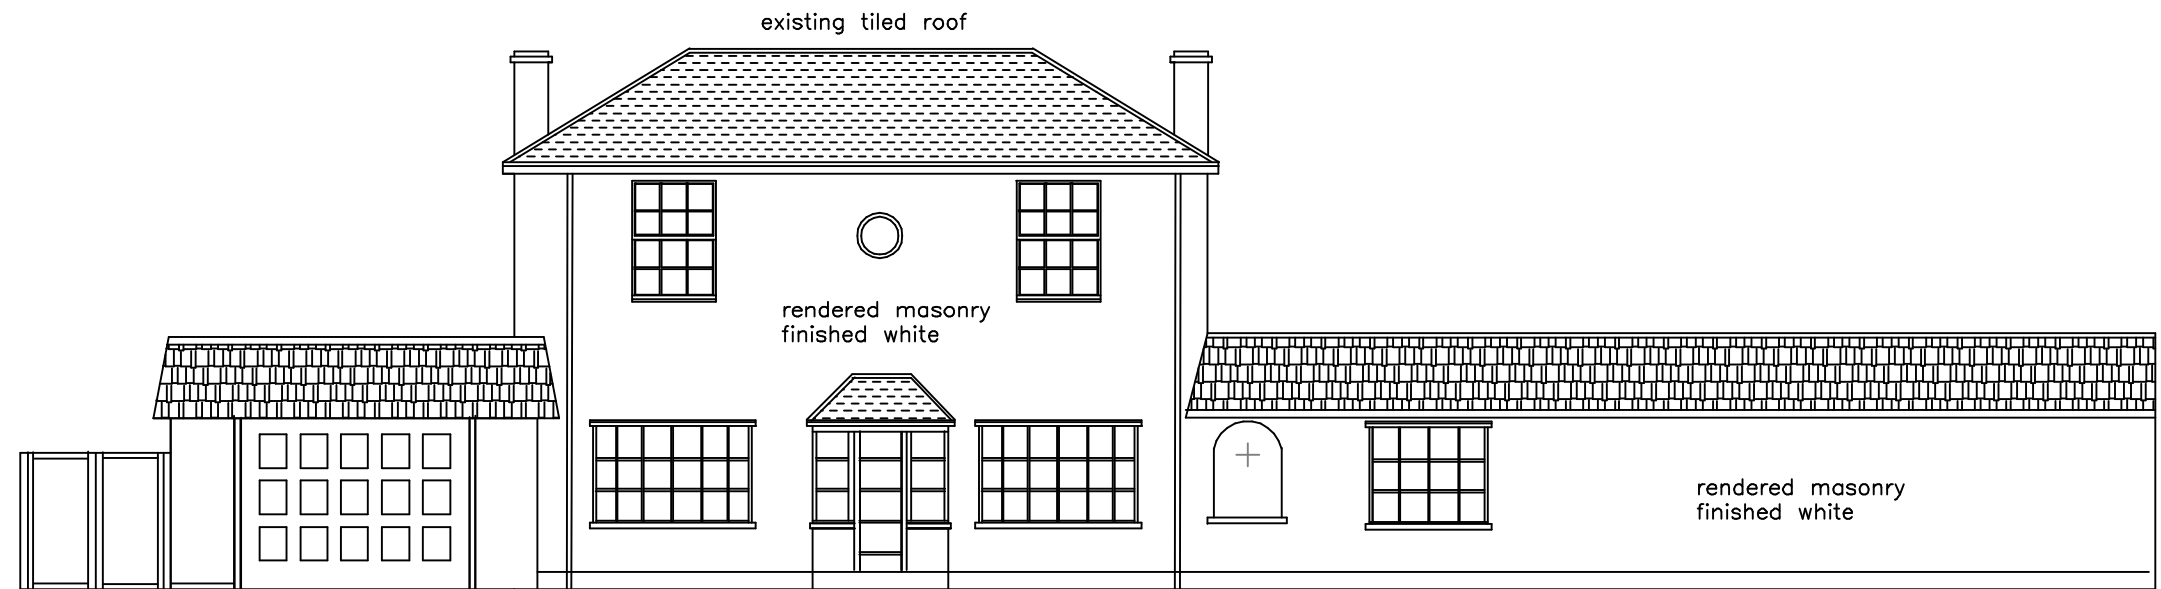 existing tiled roof
rendered masonry
finished white
rendered masonry
finished white